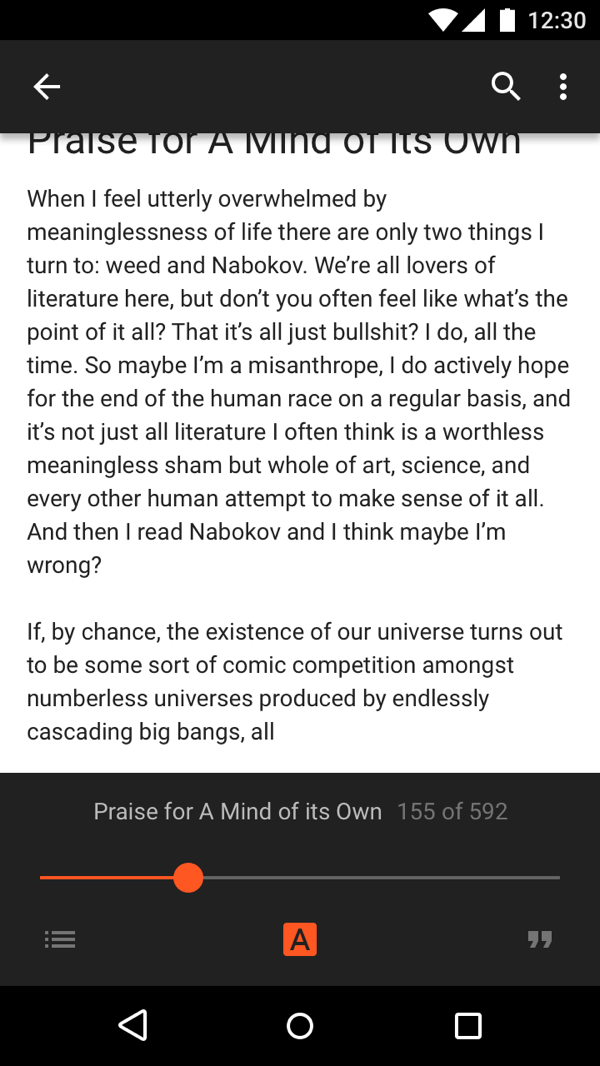 12:30
Praise for A Mind of its Own
When I feel utterly overwhelmed by
meaninglessness of life there are only two things I
turn to: weed and Nabokov. We’re all lovers of
literature here, but don’t you often feel like what’s the
point of it all? That it’s all just bullshit? I do, all the
time. So maybe I’m a misanthrope, I do actively hope
for the end of the human race on a regular basis, and
it’s not just all literature I often think is a worthless
meaningless sham but whole of art, science, and
every other human attempt to make sense of it all.
And then I read Nabokov and I think maybe I’m
wrong?
If, by chance, the existence of our universe turns out
to be some sort of comic competition amongst
numberless universes produced by endlessly
cascading big bangs, all
Praise for A Mind of its Own 155 of 592
A